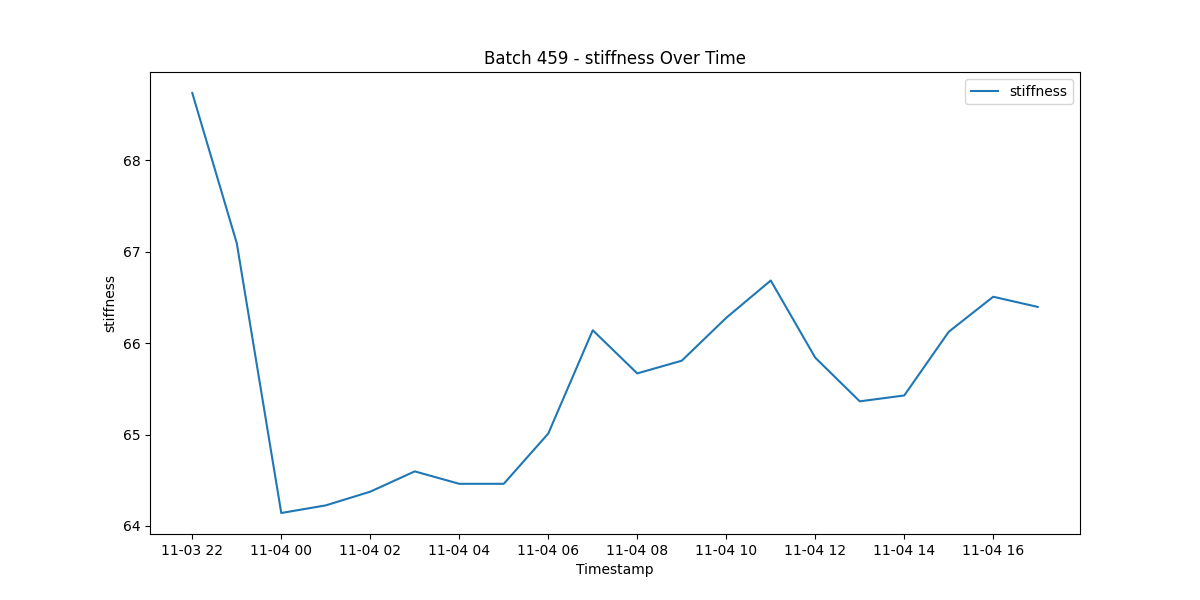 Batch 459 - stiffness Over Time
stiffness
68
67
66
65
64
stiffness
11-03 22 11-04 00 11-04 02 11-04 04 11-04 06 11-04 08 11-04 10 11-04 12 11-04 14 11-04 16
Timestamp